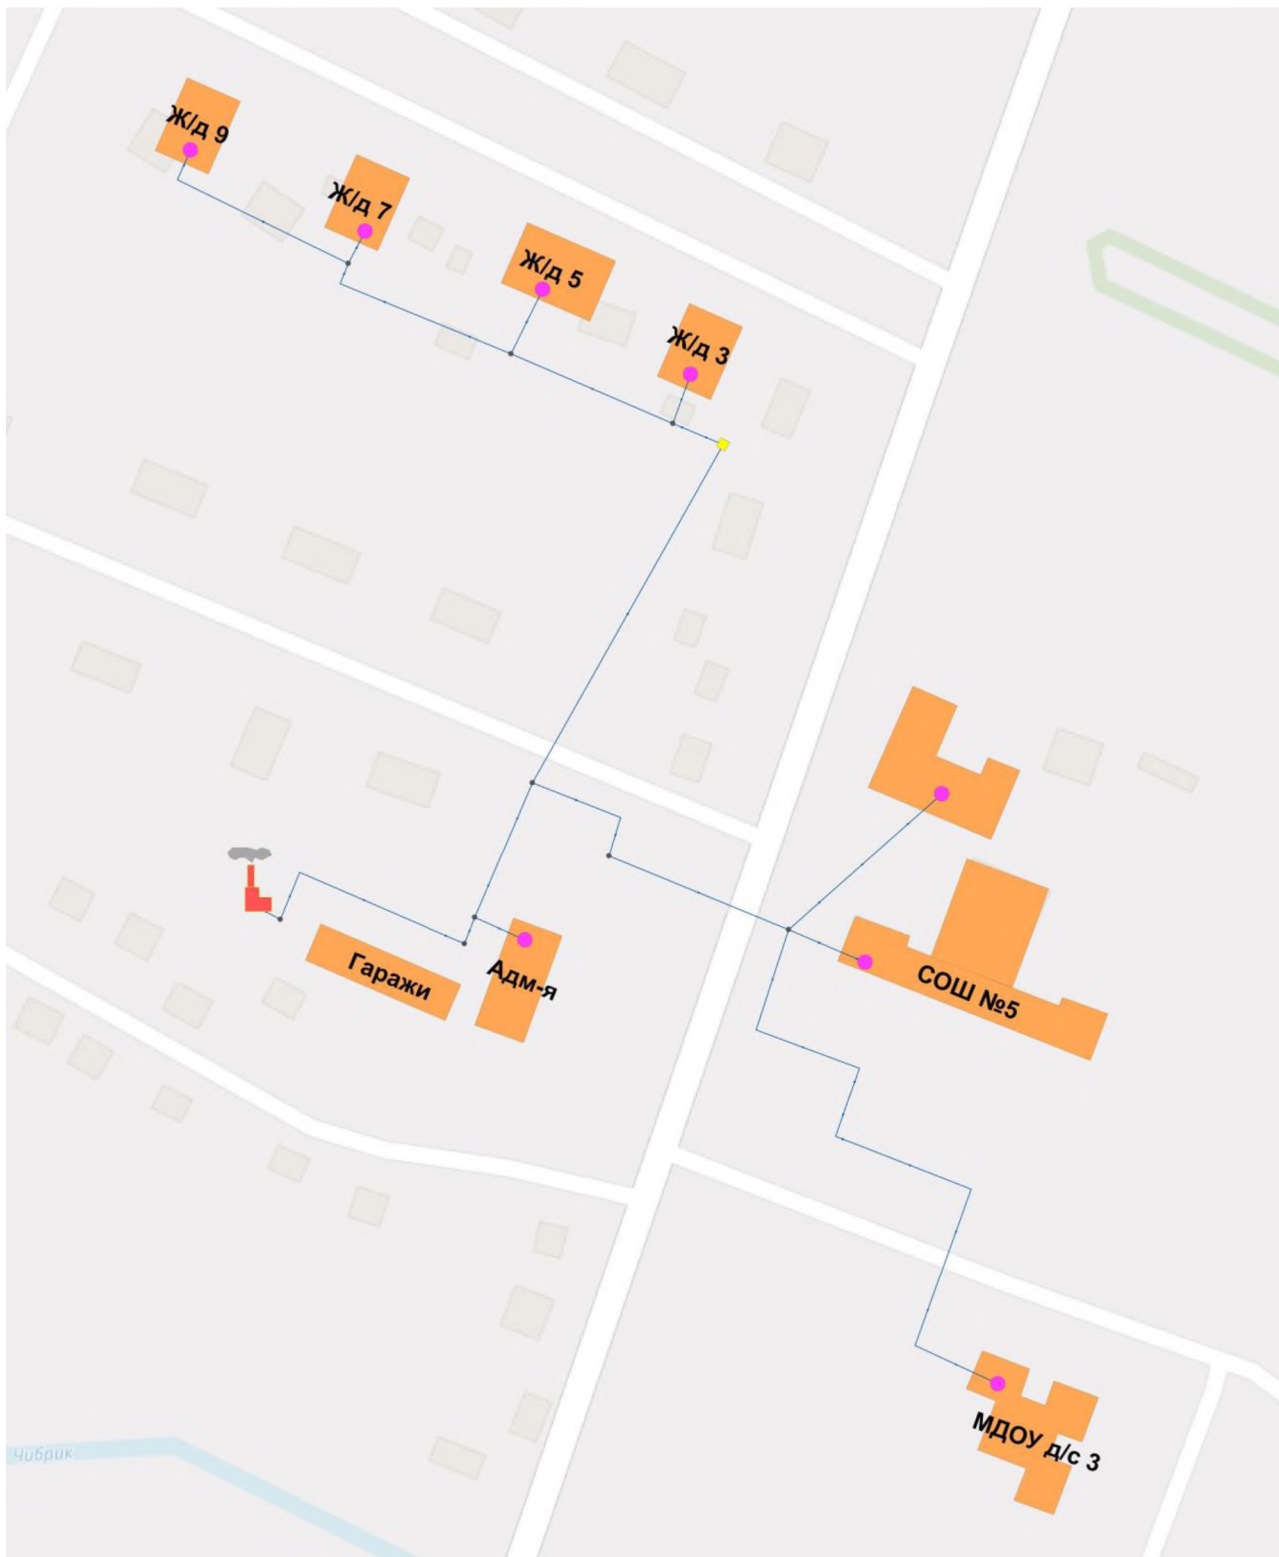 Ж/д 9
Ж/д 7
Ж/д 5
Ж/д 3
Гаражи
Адм-я
СОШ №5
МДОУ д/с 3
Чибрик